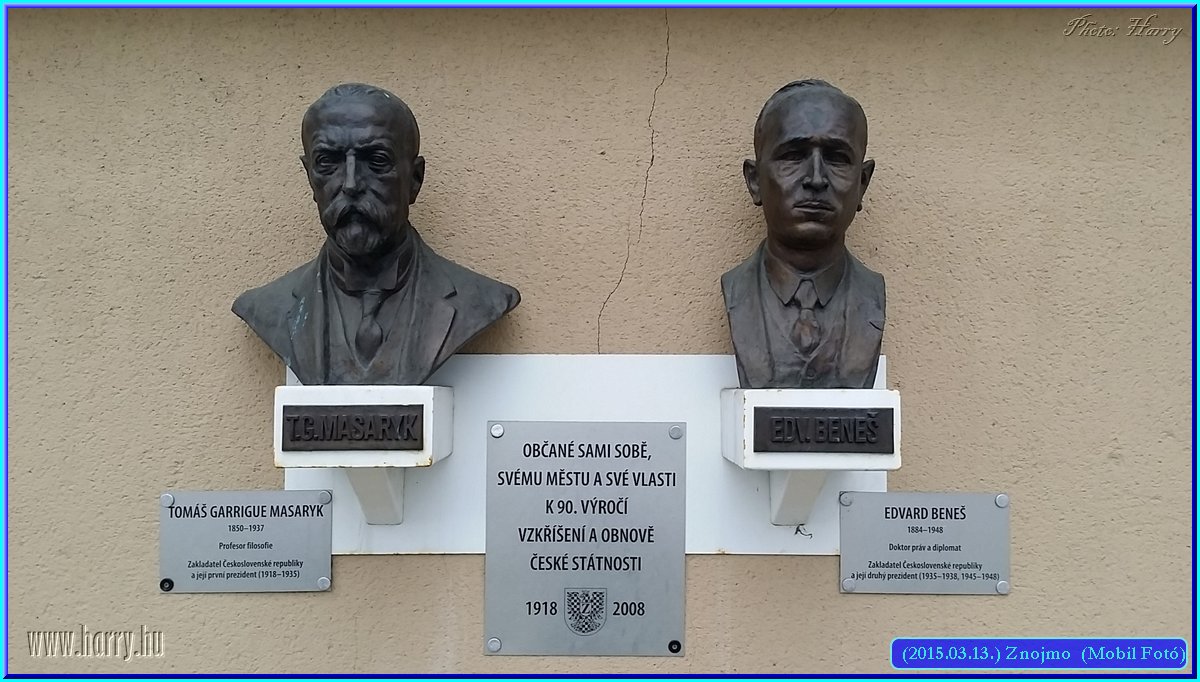 Photo: Harry
T.G.MASARYK
EDV. BENEŠ
OBČANÉ SAMI SOBĚ,
SVÉMU MĚSTU A SVÉ VLASTI
K 90. VÝROČÍ
VZKŘÍŠENÍ A OBNOVĚ
ČESKÉ STÁTNOSTI
1918 2008
TOMÁŠ GARRIGUE MASARYK
1850–1937
Profesor filosofie
Zakladatel Československé republiky
a její první prezident (1918–1935)
EDVARD BENEŠ
1884–1948
Doktor práv a diplomat
Zakladatel Československé republiky
a její druhý prezident (1935–1938, 1945–1948)
www.harry.hu
(2015.03.13.) Znojmo (Mobil Fotó)